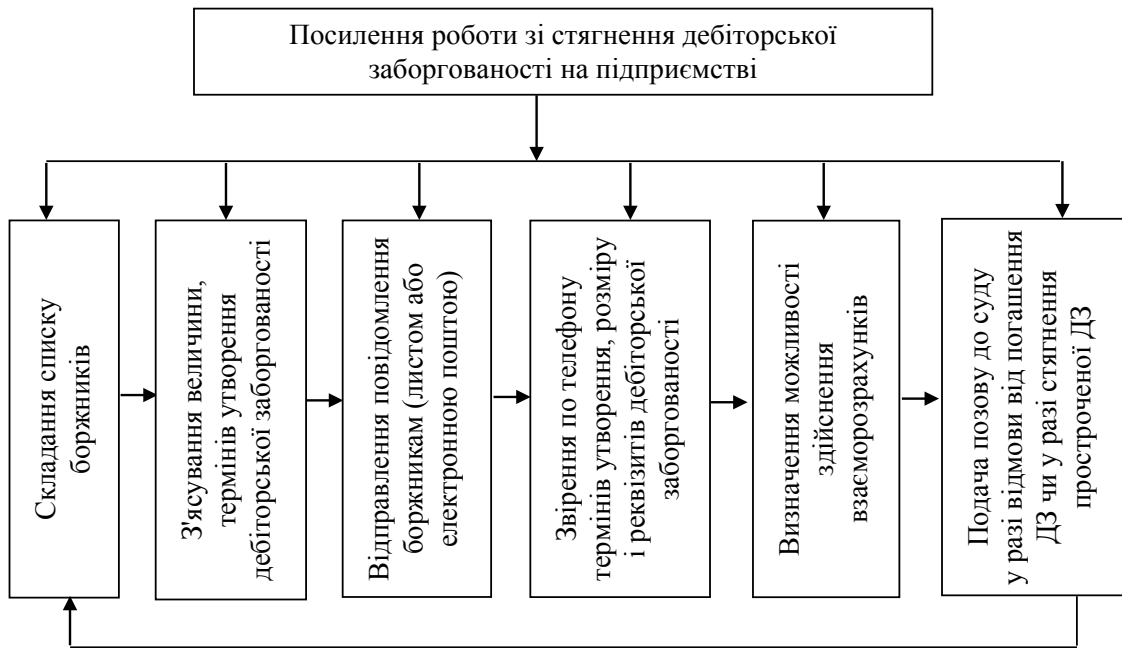 Посилення роботи зі стягнення дебіторської
заборгованості на підприємстві
Складання списку
боржників
З'ясування величини,
термінів утворення
дебіторської заборгованості
Відправлення повідомлення
боржникам (листом або
електронною поштою)
Звірення по телефону
термінів утворення, розміру
і реквізитів дебіторської
заборгованості
Визначення можливості
здійснення
взаєморозрахунків
Подача позову до суду
у разі відмови від погашення
ДЗ чи у разі стягнення
простроченої ДЗ